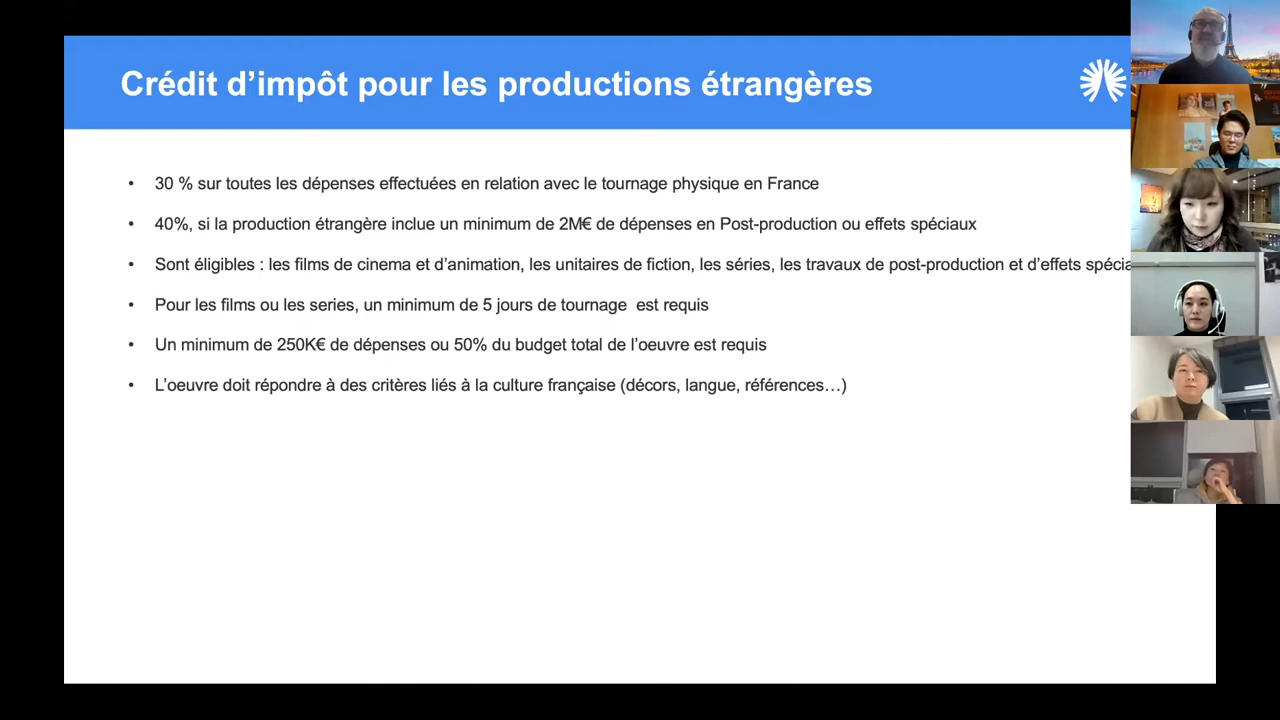 Crédit d'impôt pour les productions étrangères
• 30 % sur toutes les dépenses effectuées en relation avec le tournage physique en France
• 40%, si la production étrangère inclue un minimum de 2M€ de dépenses en Post-production ou effets spéciaux
• Sont éligibles : les films de cinema et d'animation, les unitaires de fiction, les séries, les travaux de post-production et d'effets
• Pour les films ou les series, un minimum de 5 jours de tournage est requis
• Un minimum de 250K€ de dépenses ou 50% du budget total de l'oeuvre est requis
• L'oeuvre doit répondre à des critères liés à la culture française (décors, langue, références…)